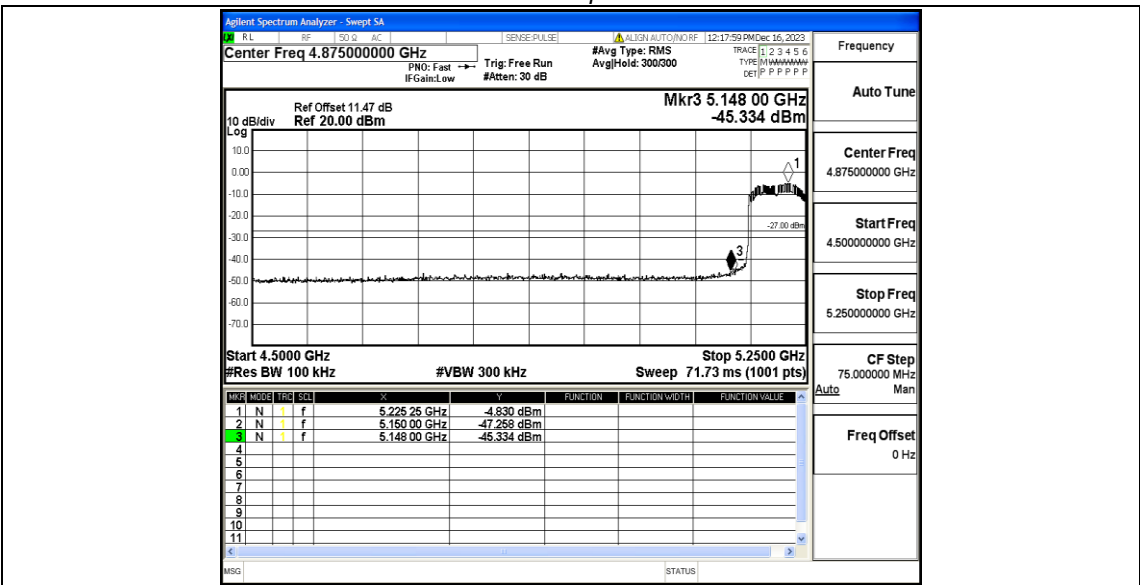 Agilent Spectrum Analyzer - Swept SA
RL RF 50 Ω AC SENSE:PULSE ALIGN AUTO/NO RF 12:17:59 PM Dec 16, 2023
Center Freq 4.875000000 GHz
PNO: Fast
IFGain:Low
Trig: Free Run
#Atten: 30 dB
#Avg Type: RMS
Avg|Hold: 300/300
TRACE 1 2 3 4 5 6
TYPE M W W W W W
DET P P P P P P
Mkr3 5.148 00 GHz
-45.334 dBm
Ref Offset 11.47 dB
10 dB/div Ref 20.00 dBm
Log
10.0
0.00
-10.0
-20.0
-30.0
-40.0
-50.0
-60.0
-70.0
1
-27.00 dBm
3
Start 4.5000 GHz Stop 5.2500 GHz
#Res BW 100 kHz #VBW 300 kHz Sweep 71.73 ms (1001 pts)
MKR MODE TRC SCL X Y FUNCTION FUNCTION WIDTH FUNCTION VALUE
1 N 1 f 5.225 25 GHz -4.830 dBm
2 N 1 f 5.150 00 GHz -47.258 dBm
3 N 1 f 5.148 00 GHz -45.334 dBm
4
5
6
7
8
9
10
11
MSG STATUS
Frequency
Auto Tune
Center Freq
4.875000000 GHz
Start Freq
4.500000000 GHz
Stop Freq
5.250000000 GHz
CF Step
75.000000 MHz
Auto Man
Freq Offset
0 Hz